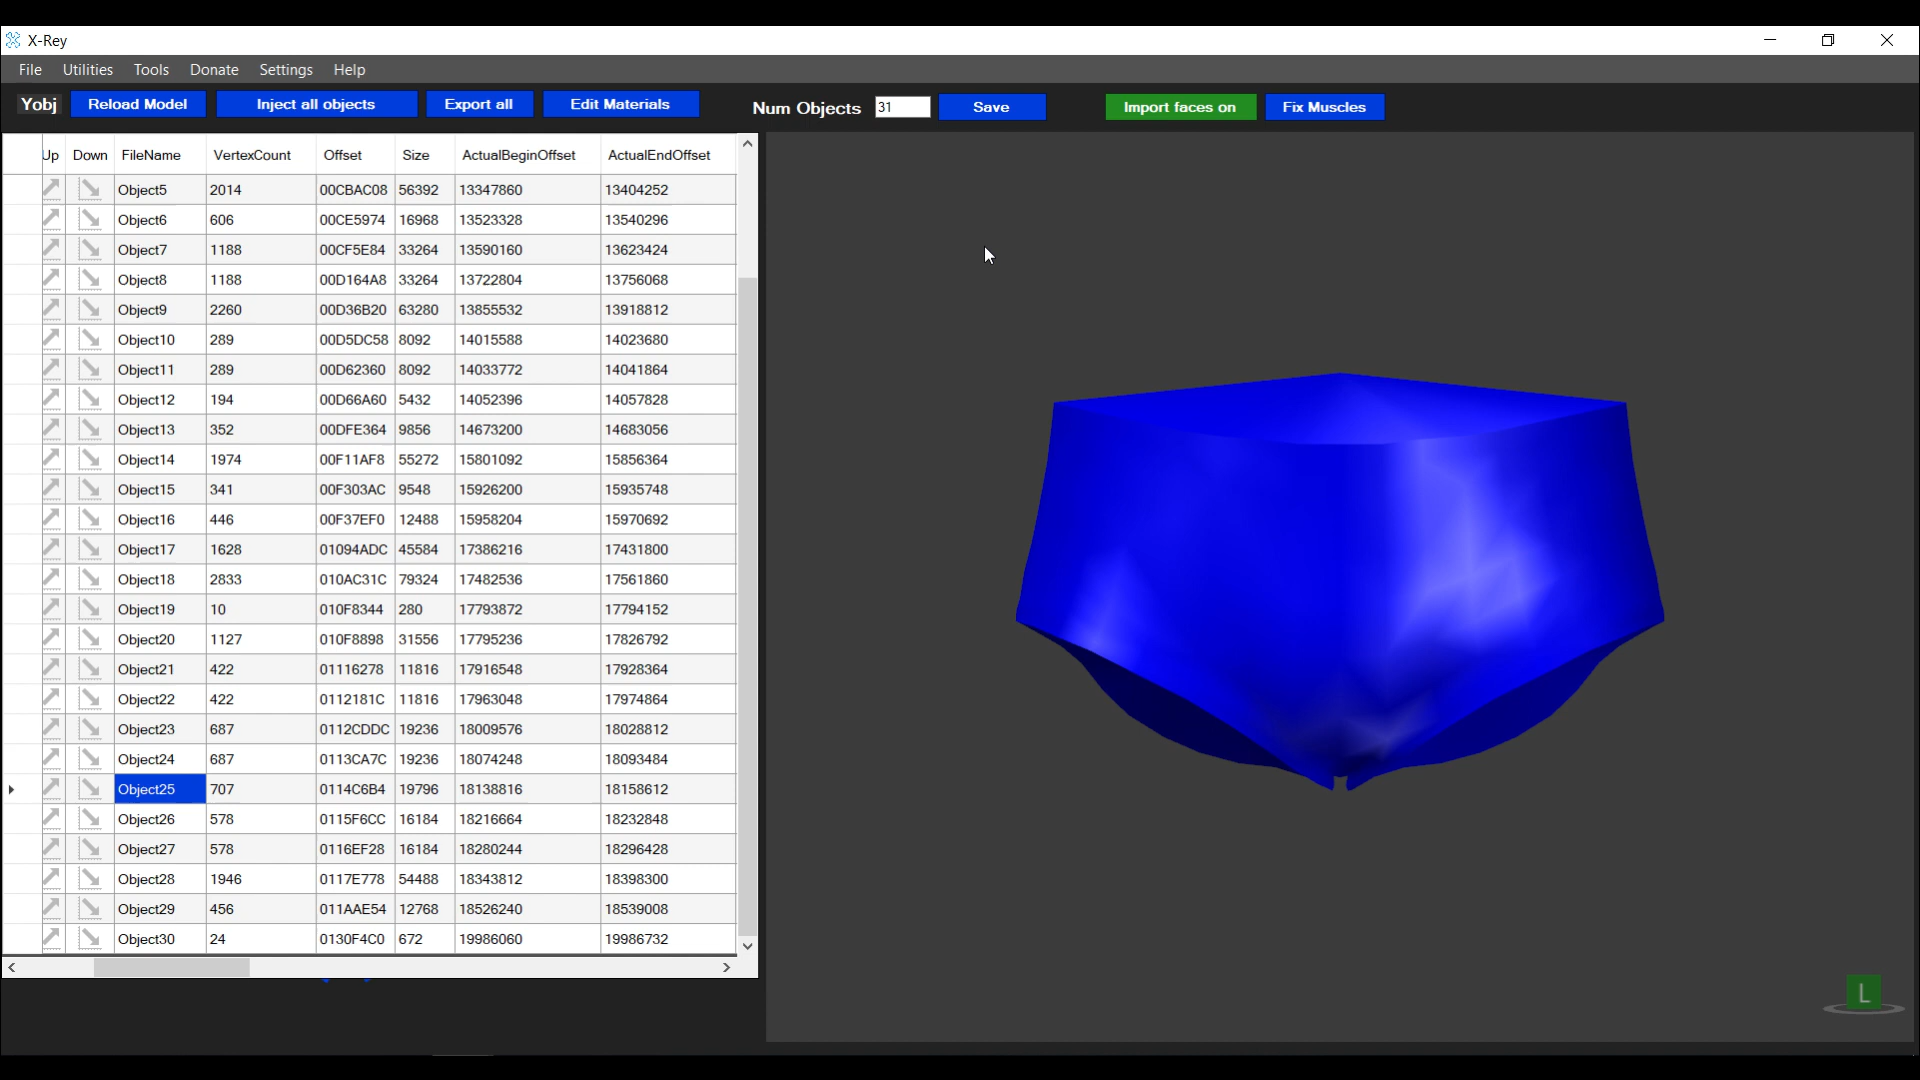 X-Rey
File Utilities Tools Donate Settings Help
Yobj Reload Model Inject all objects Export all Edit Materials Num Objects 31 Save Import faces on Fix Muscles
Up Down FileName VertexCount Offset Size ActualBeginOffset ActualEndOffset
Object5 2014 00CBAC08 56392 13347860 13404252
Object6 606 00CE5974 16968 13523328 13540296
Object7 1188 00CF5E84 33264 13590160 13623424
Object8 1188 00D164A8 33264 13722804 13756068
Object9 2260 00D36B20 63280 13855532 13918812
Object10 289 00D5DC58 8092 14015588 14023680
Object11 289 00D62360 8092 14033772 14041864
Object12 194 00D66A60 5432 14052396 14057828
Object13 352 00DFE364 9856 14673200 14683056
Object14 1974 00F11AF8 55272 15801092 15856364
Object15 341 00F303AC 9548 15926200 15935748
Object16 446 00F37EF0 12488 15958204 15970692
Object17 1628 01094ADC 45584 17386216 17431800
Object18 2833 010AC31C 79324 17482536 17561860
Object19 10 010F8344 280 17793872 17794152
Object20 1127 010F8898 31556 17795236 17826792
Object21 422 01116278 11816 17916548 17928364
Object22 422 0112181C 11816 17963048 17974864
Object23 687 0112CDDC 19236 18009576 18028812
Object24 687 0113CA7C 19236 18074248 18093484
Object25 707 0114C6B4 19796 18138816 18158612
Object26 578 0115F6CC 16184 18216664 18232848
Object27 578 0116EF28 16184 18280244 18296428
Object28 1946 0117E778 54488 18343812 18398300
Object29 456 011AAE54 12768 18526240 18539008
Object30 24 0130F4C0 672 19986060 19986732
L